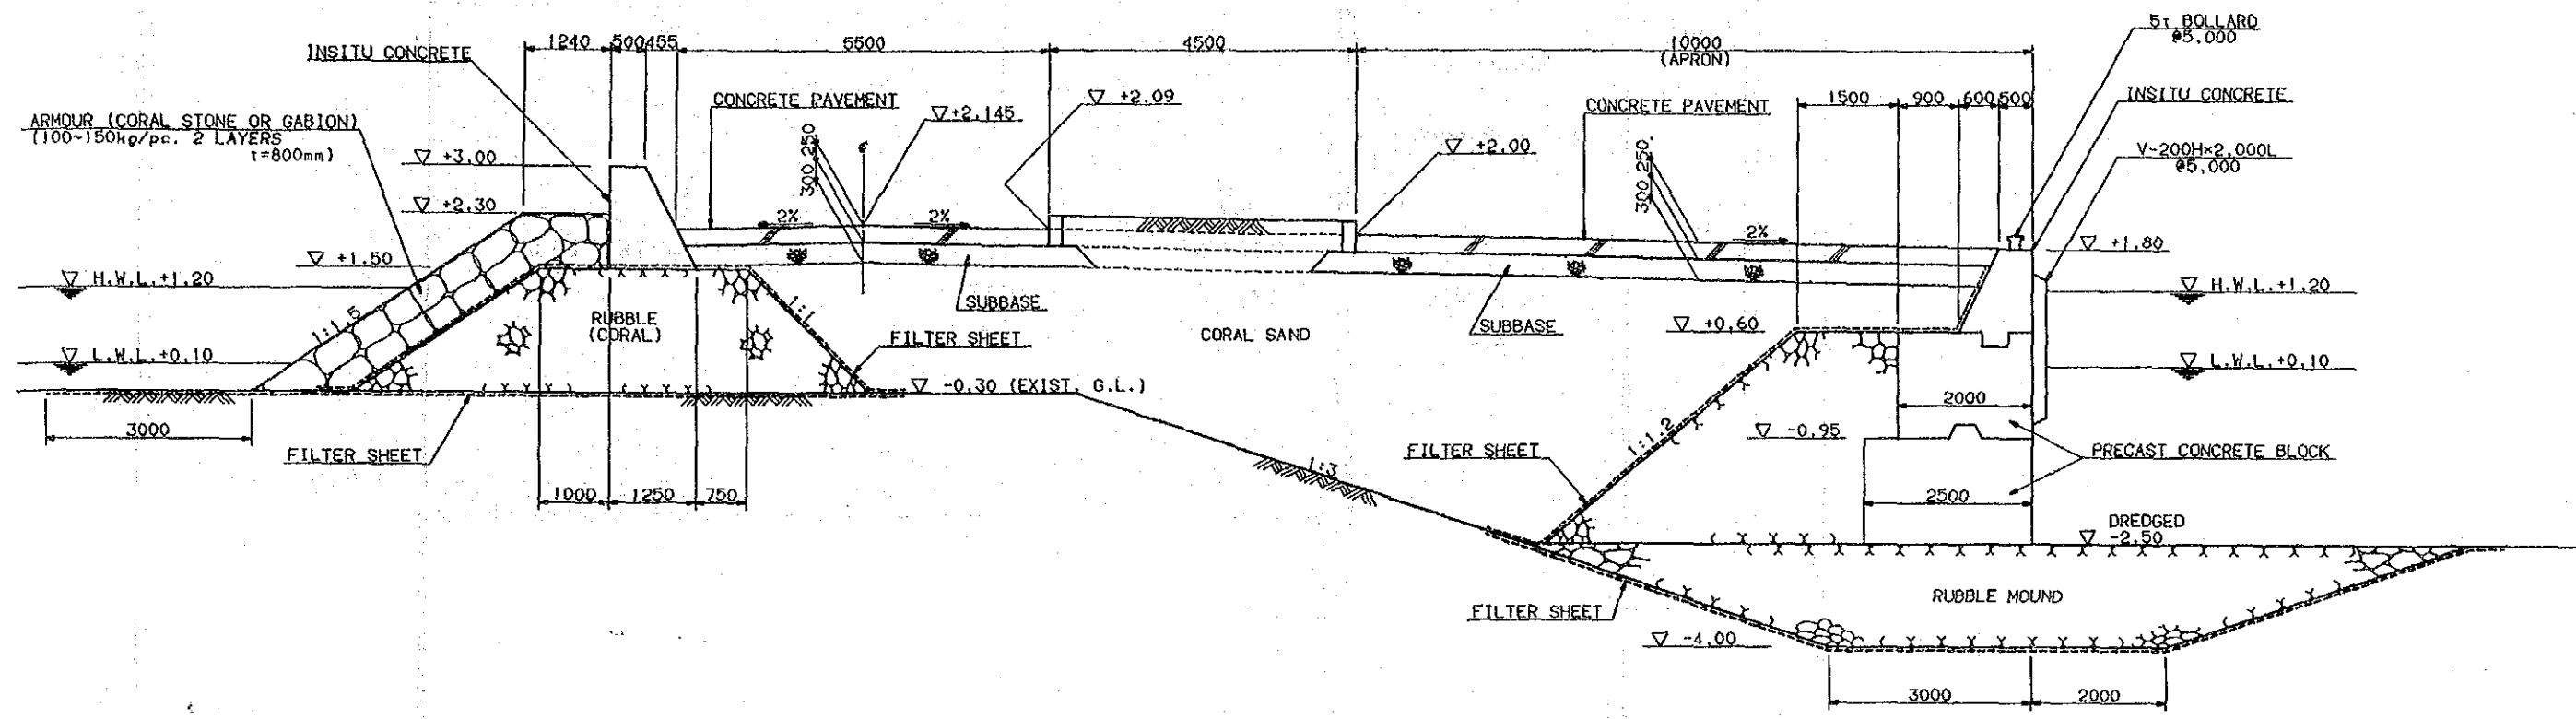 5t BOLLARD
@5,000
1240
500
455
5500
4500
10000
(APRON)
INSITU CONCRETE
ARMOUR (CORAL STONE OR GABION)
(100~150kg/pc. 2 LAYERS
t=800mm)
CONCRETE PAVEMENT
▽ +2.145
▽ +2.09
CONCRETE PAVEMENT
1500
900
600
500
INSITU CONCRETE
▽ +3.00
300 250
▽ +2.00
300 250
V-200H×2,000L
@5,000
▽ +2.30
2%
2%
2%
▽ +1.50
▽ +1.80
▽ H.W.L.+1.20
▽ H.W.L.+1.20
1:1.5
RUBBLE
(CORAL)
1:1
SUBBASE
FILTER SHEET
CORAL SAND
SUBBASE
▽ +0.60
▽ L.W.L.+0.10
▽ L.W.L.+0.10
▽ -0.30 (EXIST. G.L.)
2000
3000
FILTER SHEET
1:3
FILTER SHEET
1:1.2
▽ -0.95
PRECAST CONCRETE BLOCK
1000
1250
750
2500
DREDGED
▽ -2.50
FILTER SHEET
RUBBLE MOUND
▽ -4.00
3000
2000